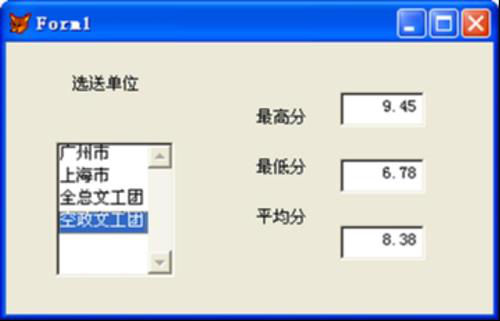 Form1
选送单位
最高分 9.45
广州市
上海市
最低分 6.78
全总文工团
空政文工团
平均分 8.38